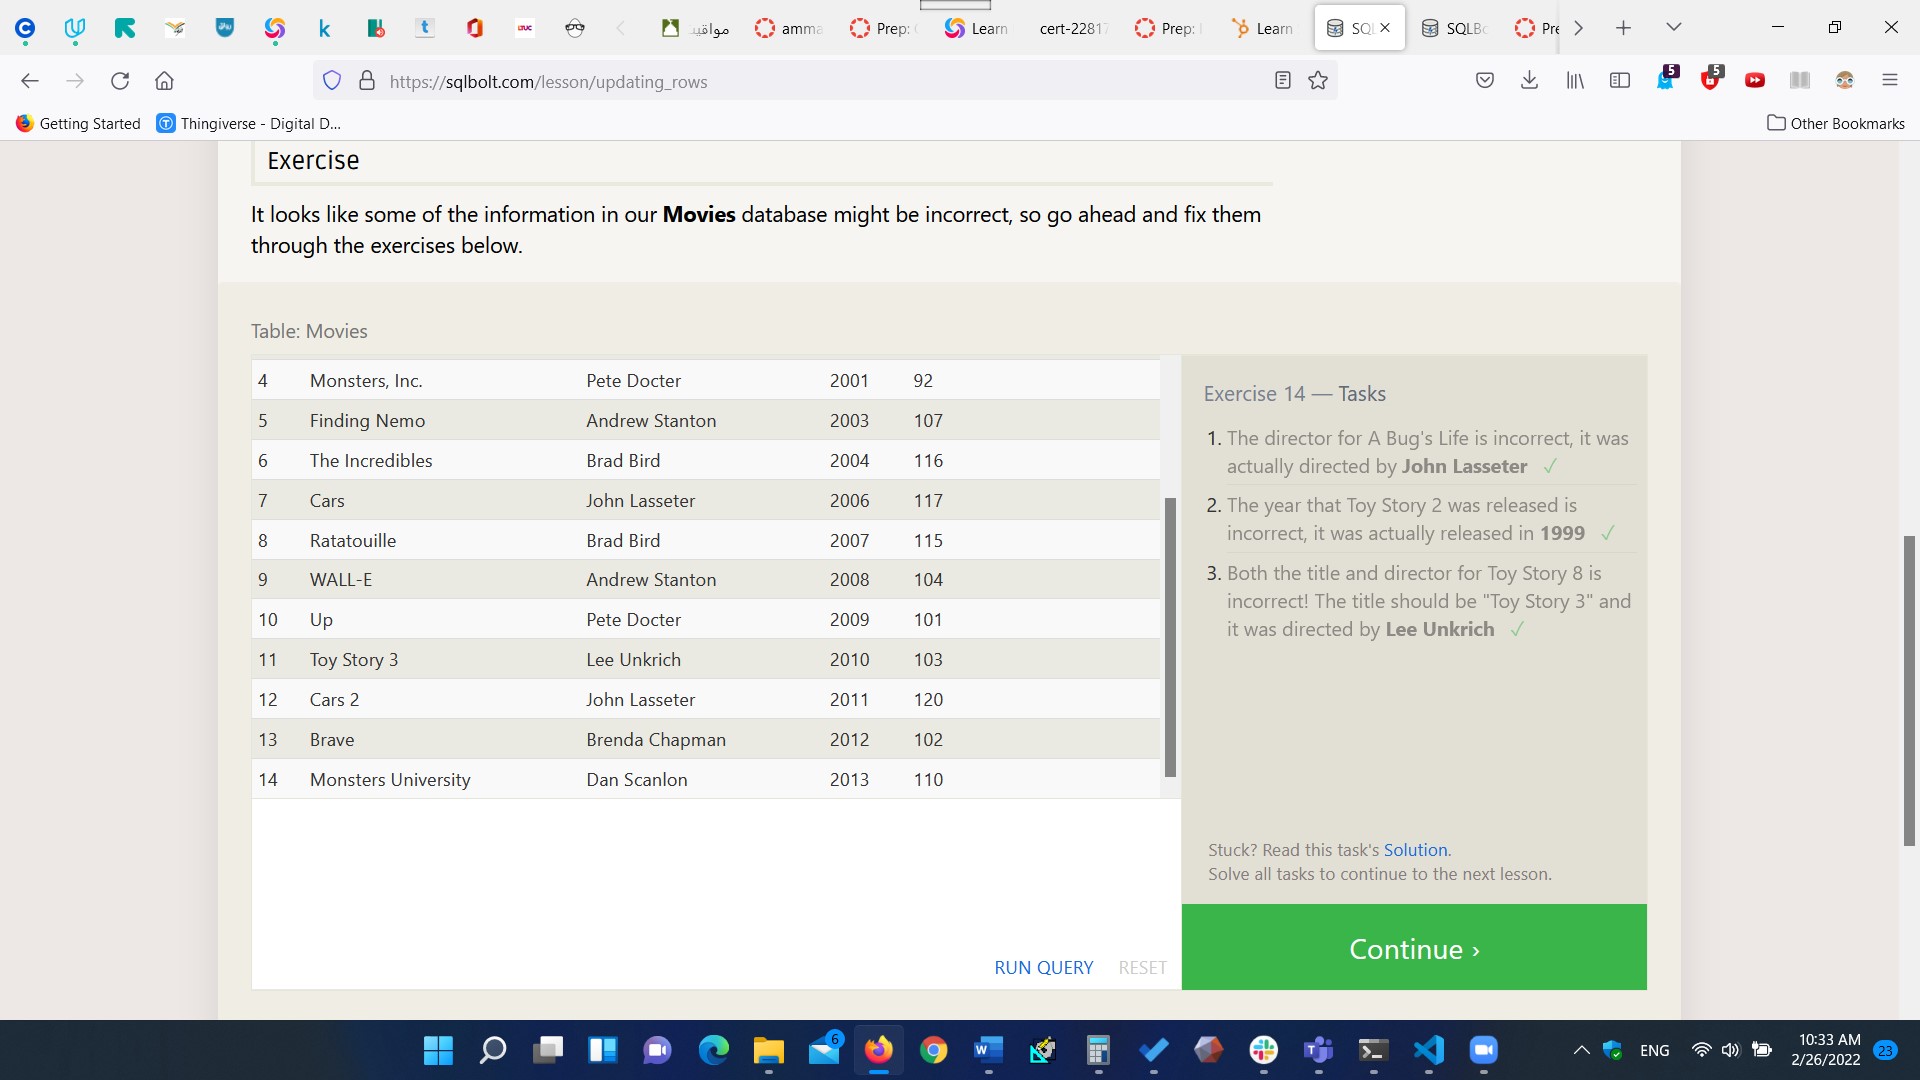 مواقيت
amma
Prep:
Learn
cert-22817
Prep:
Learn
SQL
SQLBo
Pre
https://sqlbolt.com/lesson/updating_rows
5
5
Getting Started
Thingiverse - Digital D...
Other Bookmarks
Exercise
It looks like some of the information in our Movies database might be incorrect, so go ahead and fix them
through the exercises below.
Table: Movies
4 Monsters, Inc. Pete Docter 2001 92
5 Finding Nemo Andrew Stanton 2003 107
6 The Incredibles Brad Bird 2004 116
7 Cars John Lasseter 2006 117
8 Ratatouille Brad Bird 2007 115
9 WALL-E Andrew Stanton 2008 104
10 Up Pete Docter 2009 101
11 Toy Story 3 Lee Unkrich 2010 103
12 Cars 2 John Lasseter 2011 120
13 Brave Brenda Chapman 2012 102
14 Monsters University Dan Scanlon 2013 110
RUN QUERY RESET
Exercise 14 — Tasks
1. The director for A Bug's Life is incorrect, it was
actually directed by John Lasseter ✓
2. The year that Toy Story 2 was released is
incorrect, it was actually released in 1999 ✓
3. Both the title and director for Toy Story 8 is
incorrect! The title should be "Toy Story 3" and
it was directed by Lee Unkrich ✓
Stuck? Read this task's Solution.
Solve all tasks to continue to the next lesson.
Continue ›
6
ENG
10:33 AM
2/26/2022
23